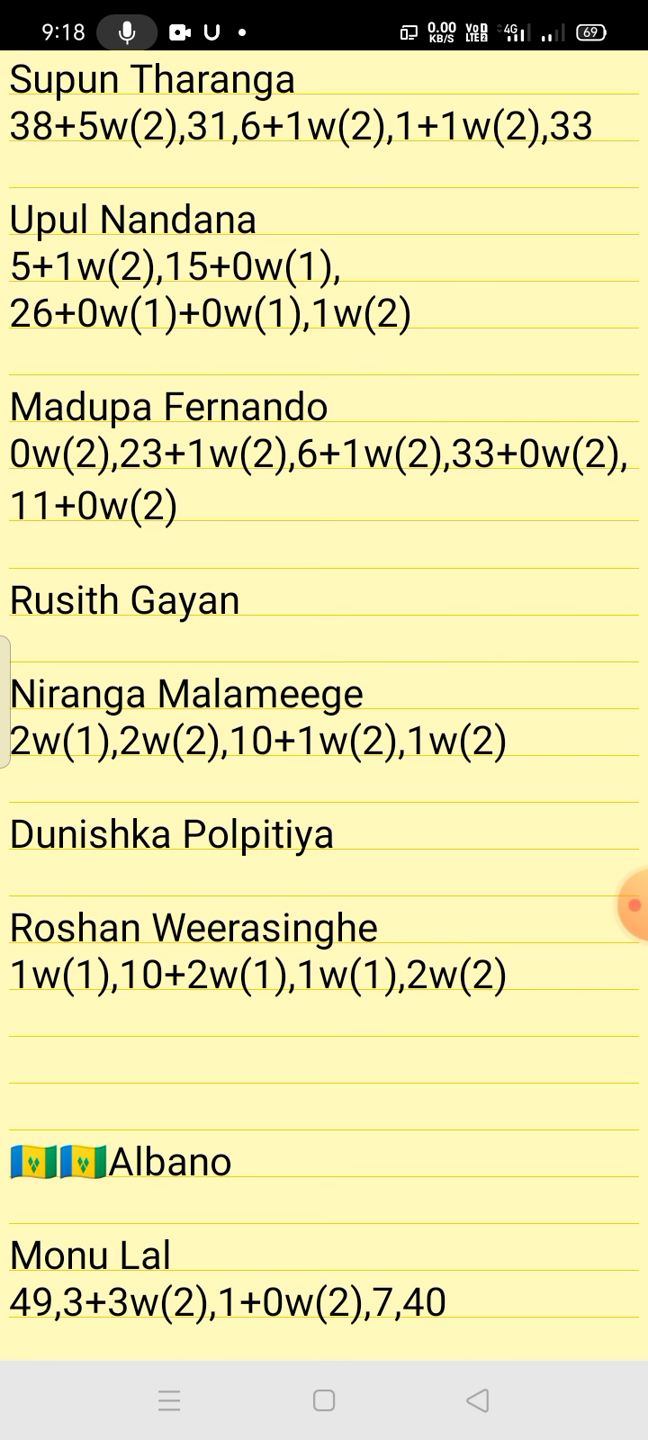 9:18 U 0.00 KB/S VoD LTE2 4G 69
Supun Tharanga
38+5w(2),31,6+1w(2),1+1w(2),33
Upul Nandana
5+1w(2),15+0w(1),
26+0w(1)+0w(1),1w(2)
Madupa Fernando
0w(2),23+1w(2),6+1w(2),33+0w(2),
11+0w(2)
Rusith Gayan
Niranga Malameege
2w(1),2w(2),10+1w(2),1w(2)
Dunishka Polpitiya
Roshan Weerasinghe
1w(1),10+2w(1),1w(1),2w(2)
🇻🇨🇻🇨Albano
Monu Lal
49,3+3w(2),1+0w(2),7,40